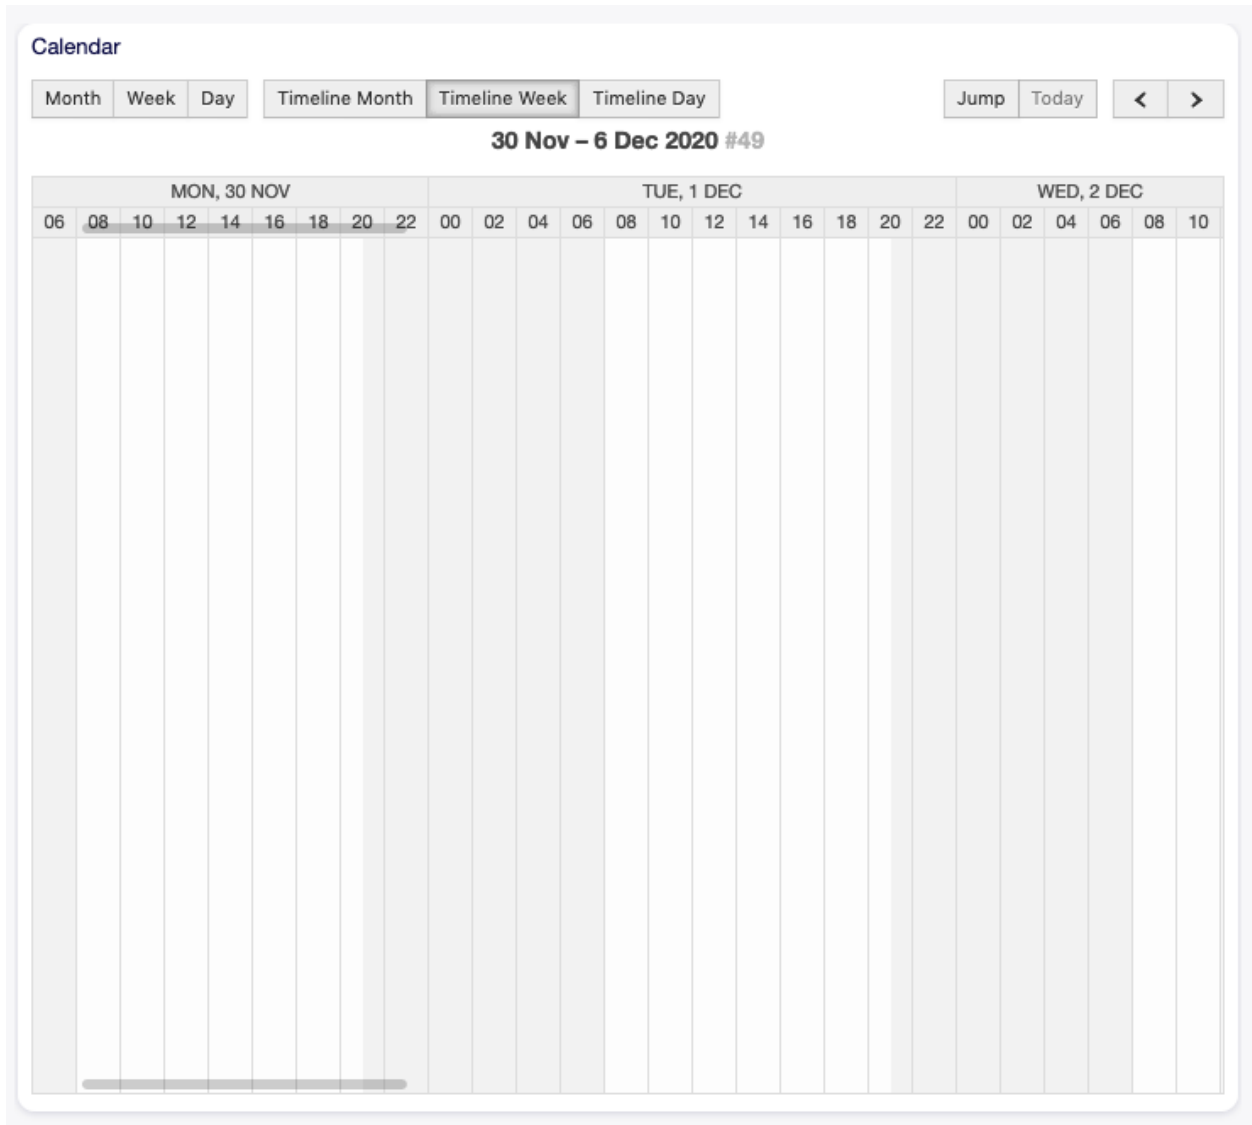 Calendar
Month Week Day Timeline Month Timeline Week Timeline Day Jump Today < >
30 Nov – 6 Dec 2020 #49
MON, 30 NOV TUE, 1 DEC WED, 2 DEC
06 08 10 12 14 16 18 20 22 00 02 04 06 08 10 12 14 16 18 20 22 00 02 04 06 08 10